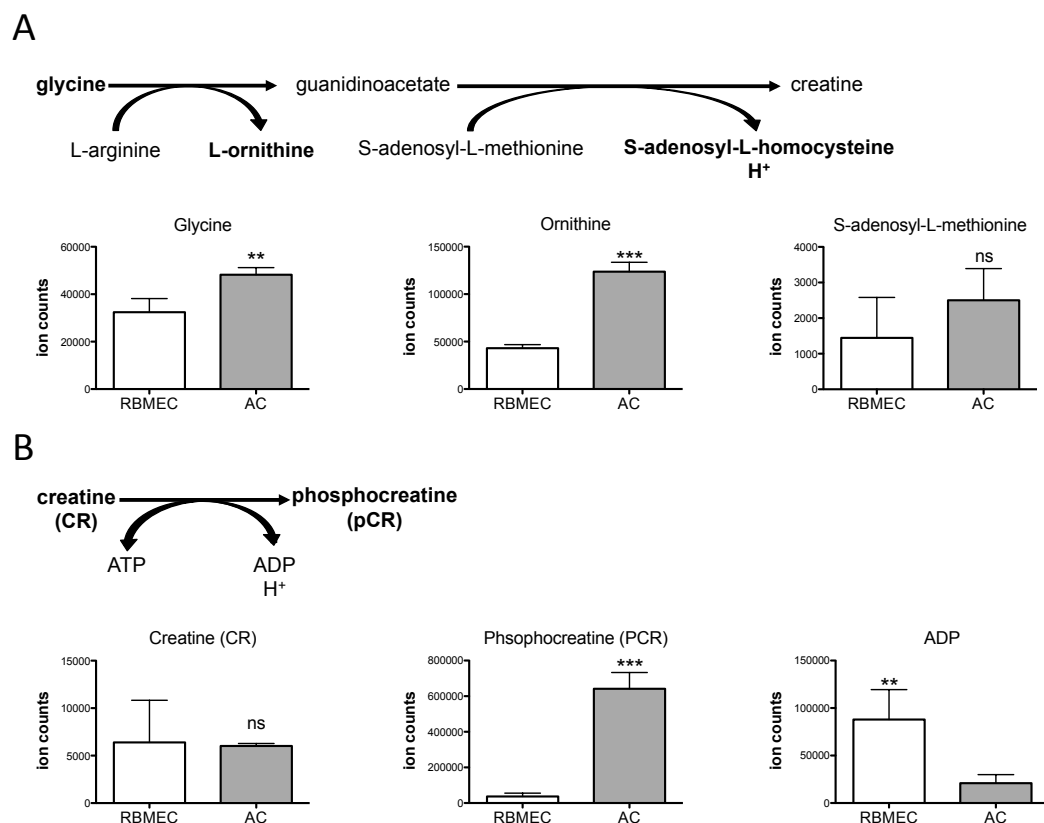 A
glycine guanidinoacetate creatine
L-arginine L-ornithine S-adenosyl-L-methionine S-adenosyl-L-homocysteine
H⁺
Glycine
ion counts
60000
40000
20000
0
**
RBMEC AC
Ornithine
ion counts
150000
100000
50000
0
***
RBMEC AC
S-adenosyl-L-methionine
ion counts
4000
3000
2000
1000
0
ns
RBMEC AC
B
creatine phosphocreatine
(CR) (pCR)
ATP ADP
H⁺
Creatine (CR)
ion counts
15000
10000
5000
0
ns
RBMEC AC
Phsophocreatine (PCR)
ion counts
800000
600000
400000
200000
0
***
RBMEC AC
ADP
ion counts
150000
100000
50000
0
**
RBMEC AC